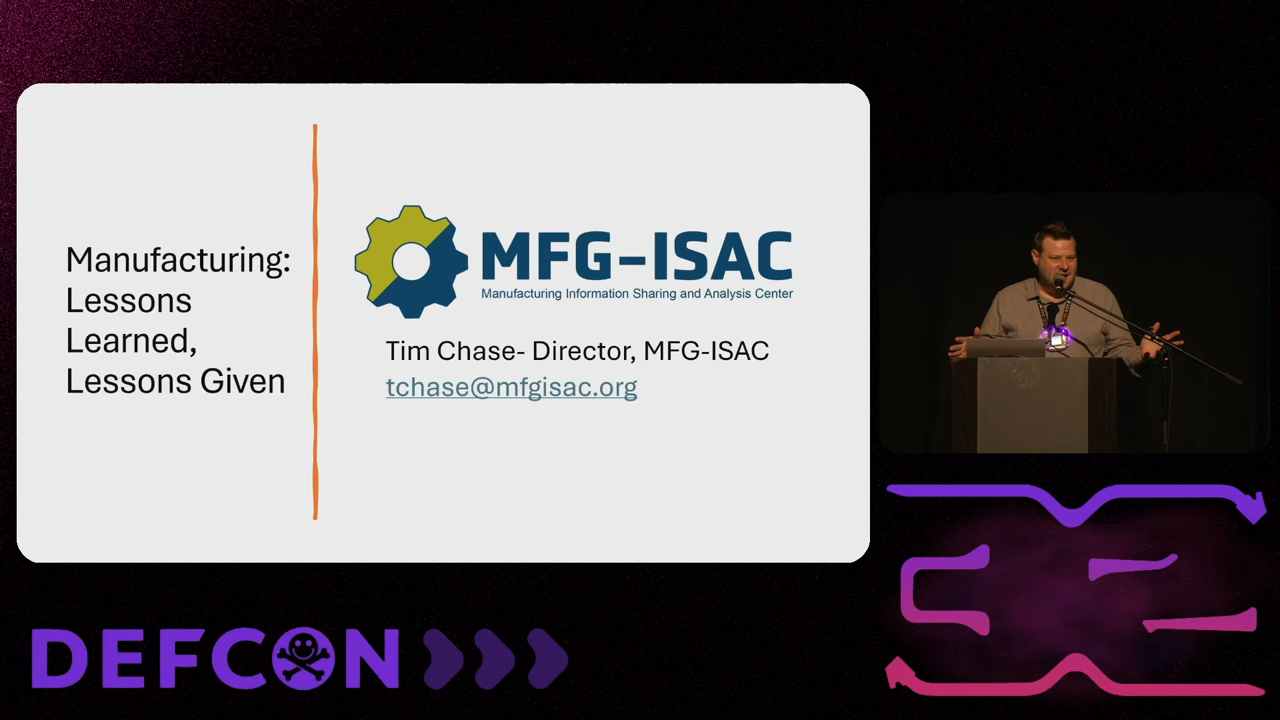 Manufacturing:
Lessons
Learned,
Lessons Given
MFG-ISAC
Manufacturing Information Sharing and Analysis Center
Tim Chase- Director, MFG-ISAC
tchase@mfgisac.org
DEFCON